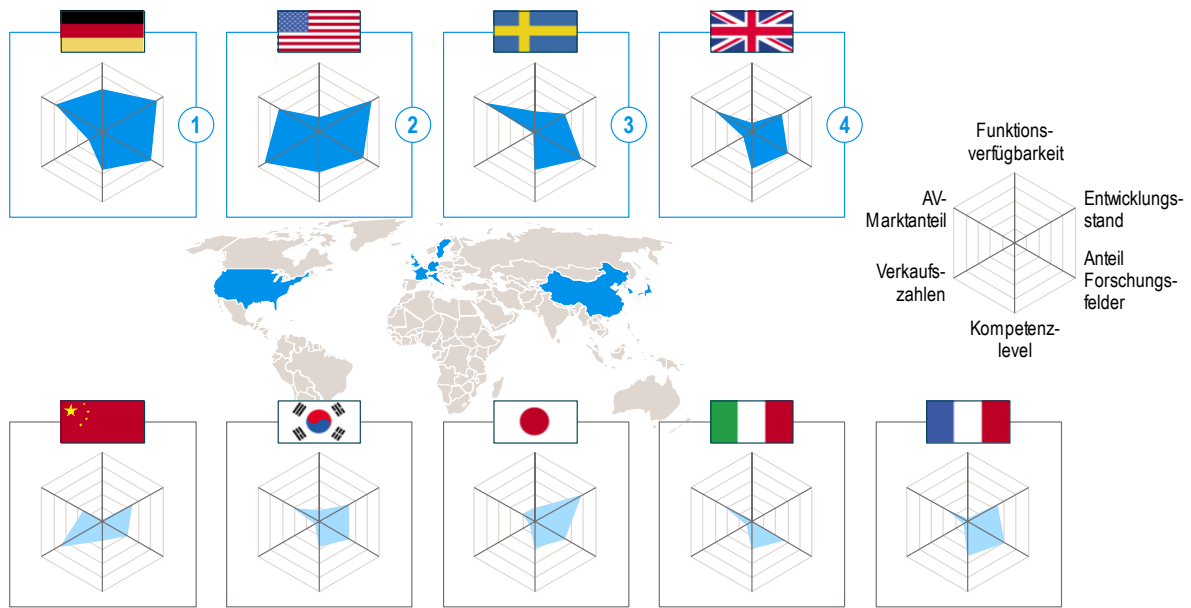 1
2
3
4
Funktions-
verfügbarkeit
AV-
Marktanteil
Entwicklungs-
stand
Verkaufs-
zahlen
Anteil
Forschungs-
felder
Kompetenz-
level